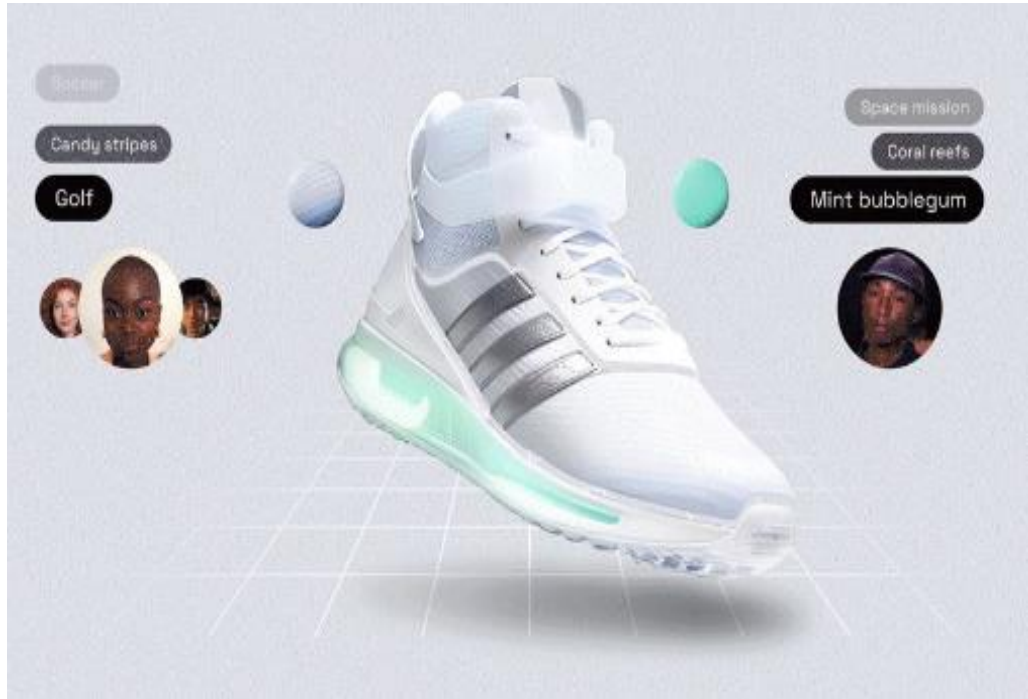 Soccer
Candy stripes
Golf
Space mission
Coral reefs
Mint bubblegum